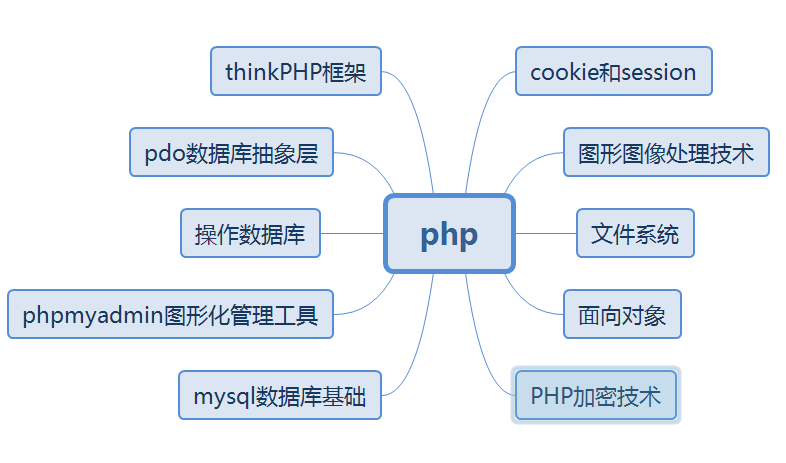 thinkPHP框架
cookie和session
pdo数据库抽象层
图形图像处理技术
操作数据库
php
文件系统
phpmyadmin图形化管理工具
面向对象
mysql数据库基础
PHP加密技术